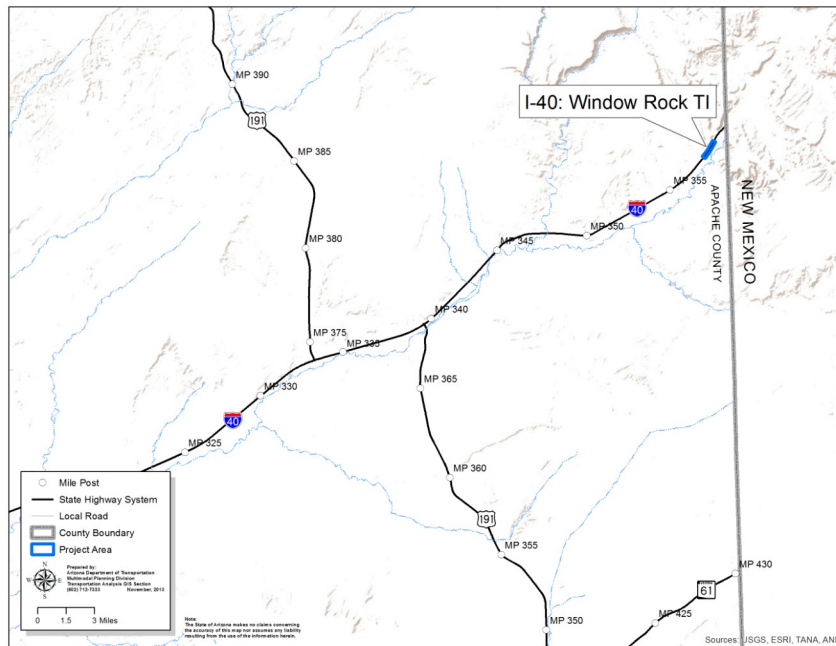 MP 390
191
MP 385
I-40: Window Rock TI
MP 355
40
NEW MEXICO
APACHE COUNTY
MP 350
MP 345
MP 380
MP 340
MP 375
MP 335
MP 365
MP 330
40
MP 325
MP 360
191
MP 355
MP 430
61
MP 425
MP 350
Mile Post
State Highway System
Local Road
County Boundary
Project Area
N
W E
S
Prepared by:
Arizona Department of Transportation
Multimodal Planning Division
Transportation Analysis GIS Section
(602) 712-7333 November, 2013
0 1.5 3 Miles
Note:
The State of Arizona makes no claims concerning
the accuracy of this map nor assumes any liability
resulting from the use of the information herein.
Sources: USGS, ESRI, TANA, AN